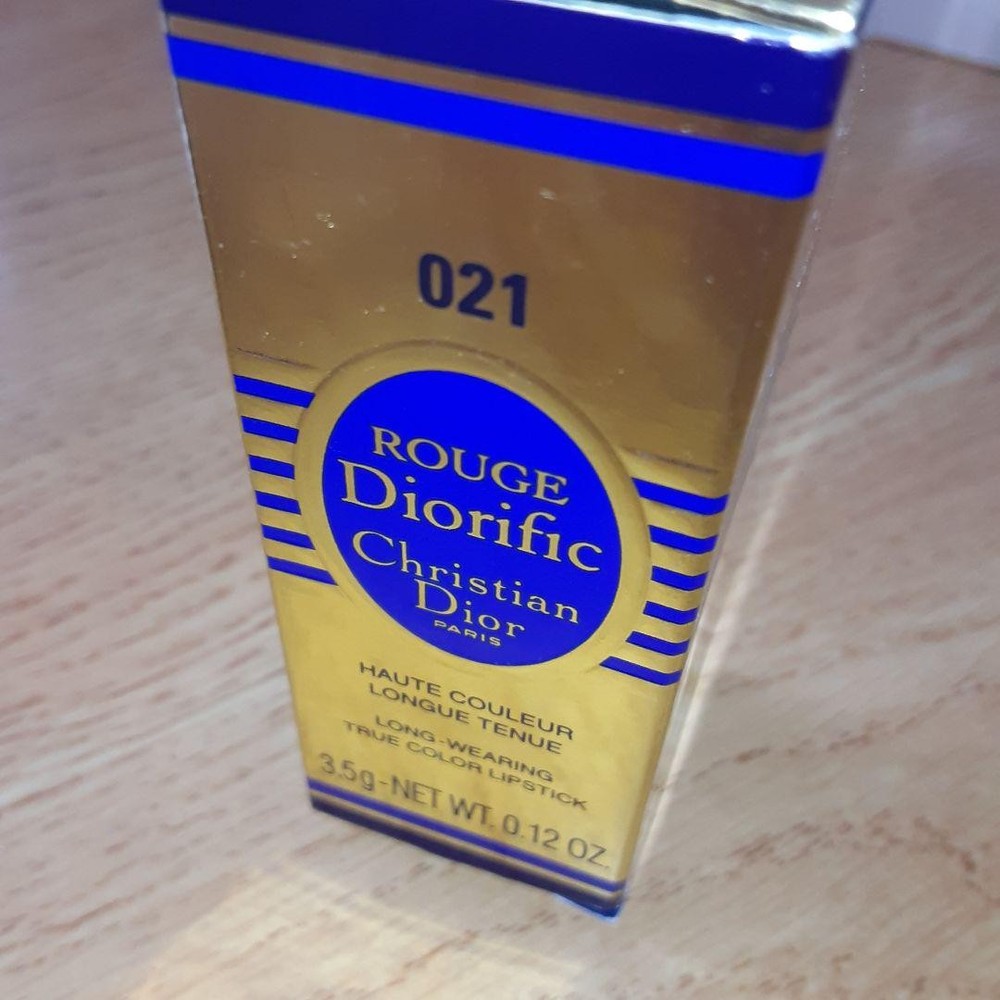 021
ROUGE
Diorific
Christian
Dior
PARIS
HAUTE COULEUR
LONGUE TENUE
LONG-WEARING
TRUE COLOR LIPSTICK
3.5g-NET WT. 0.12 OZ.